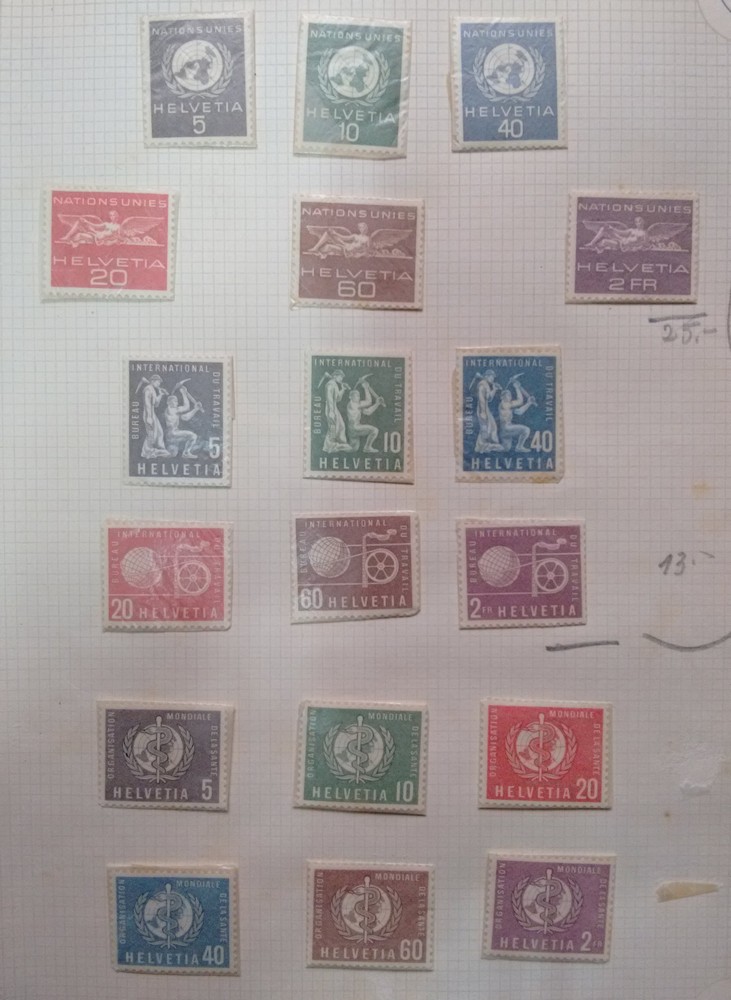 NATIONS UNIES
HELVETIA
5
NATIONS UNIES
HELVETIA
10
NATIONS UNIES
HELVETIA
40
NATIONS UNIES
HELVETIA
20
NATIONS UNIES
HELVETIA
60
NATIONS UNIES
HELVETIA
2 FR
25.-
BUREAU INTERNATIONAL DU TRAVAIL
5
HELVETIA
BUREAU INTERNATIONAL DU TRAVAIL
10
HELVETIA
BUREAU INTERNATIONAL DU TRAVAIL
40
HELVETIA
BUREAU INTERNATIONAL DU TRAVAIL
20 HELVETIA
BUREAU INTERNATIONAL DU TRAVAIL
60 HELVETIA
BUREAU INTERNATIONAL DU TRAVAIL
2 FR HELVETIA
13.-
ORGANISATION MONDIALE DE LA SANTE
HELVETIA 5
ORGANISATION MONDIALE DE LA SANTE
HELVETIA 10
ORGANISATION MONDIALE DE LA SANTE
HELVETIA 20
ORGANISATION MONDIALE DE LA SANTE
HELVETIA 40
ORGANISATION MONDIALE DE LA SANTE
HELVETIA 60
ORGANISATION MONDIALE DE LA SANTE
HELVETIA 2 FR